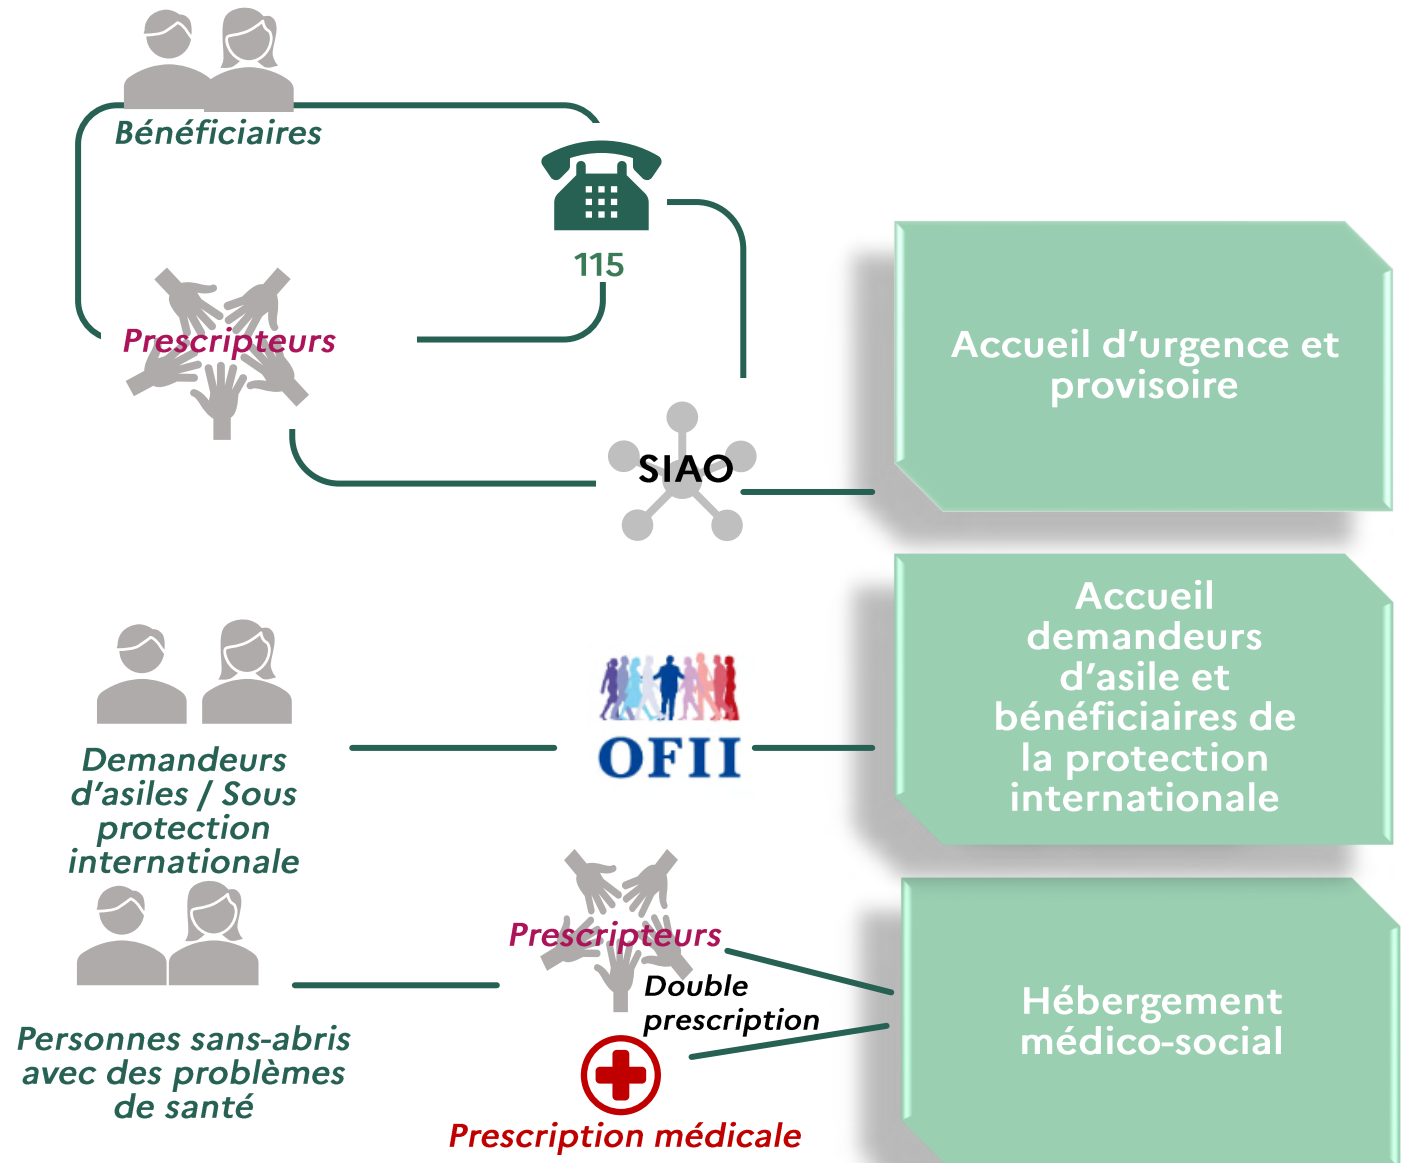 Bénéficiaires
115
Prescripteurs
Accueil d’urgence et
provisoire
SIAO
Demandeurs
d’asiles / Sous
protection
internationale
OFII
Accueil
demandeurs
d’asile et
bénéficiaires de
la protection
internationale
Prescripteurs
Double
prescription
Personnes sans-abris
avec des problèmes
de santé
Prescription médicale
Hébergement
médico-social